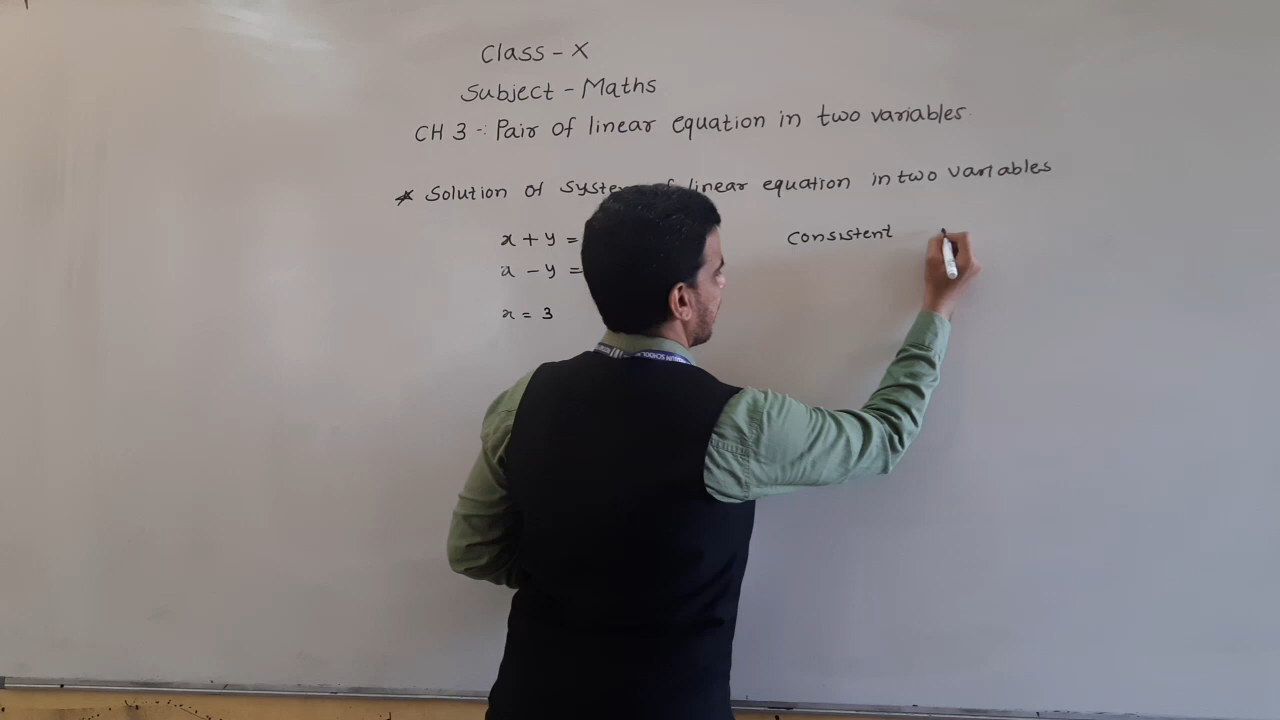 Class - X
Subject - Maths
CH 3 -: Pair of linear equation in two variables.
* Solution of Syste of linear equation in two variables
x + y =
x - y =
x = 3
Consistent